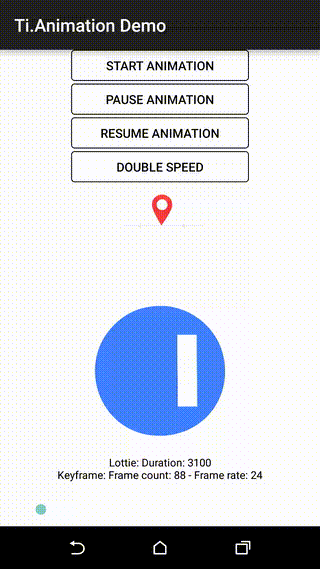 Ti.Animation Demo
START ANIMATION
PAUSE ANIMATION
RESUME ANIMATION
DOUBLE SPEED
Lottie: Duration: 3100
Keyframe: Frame count: 88 - Frame rate: 24